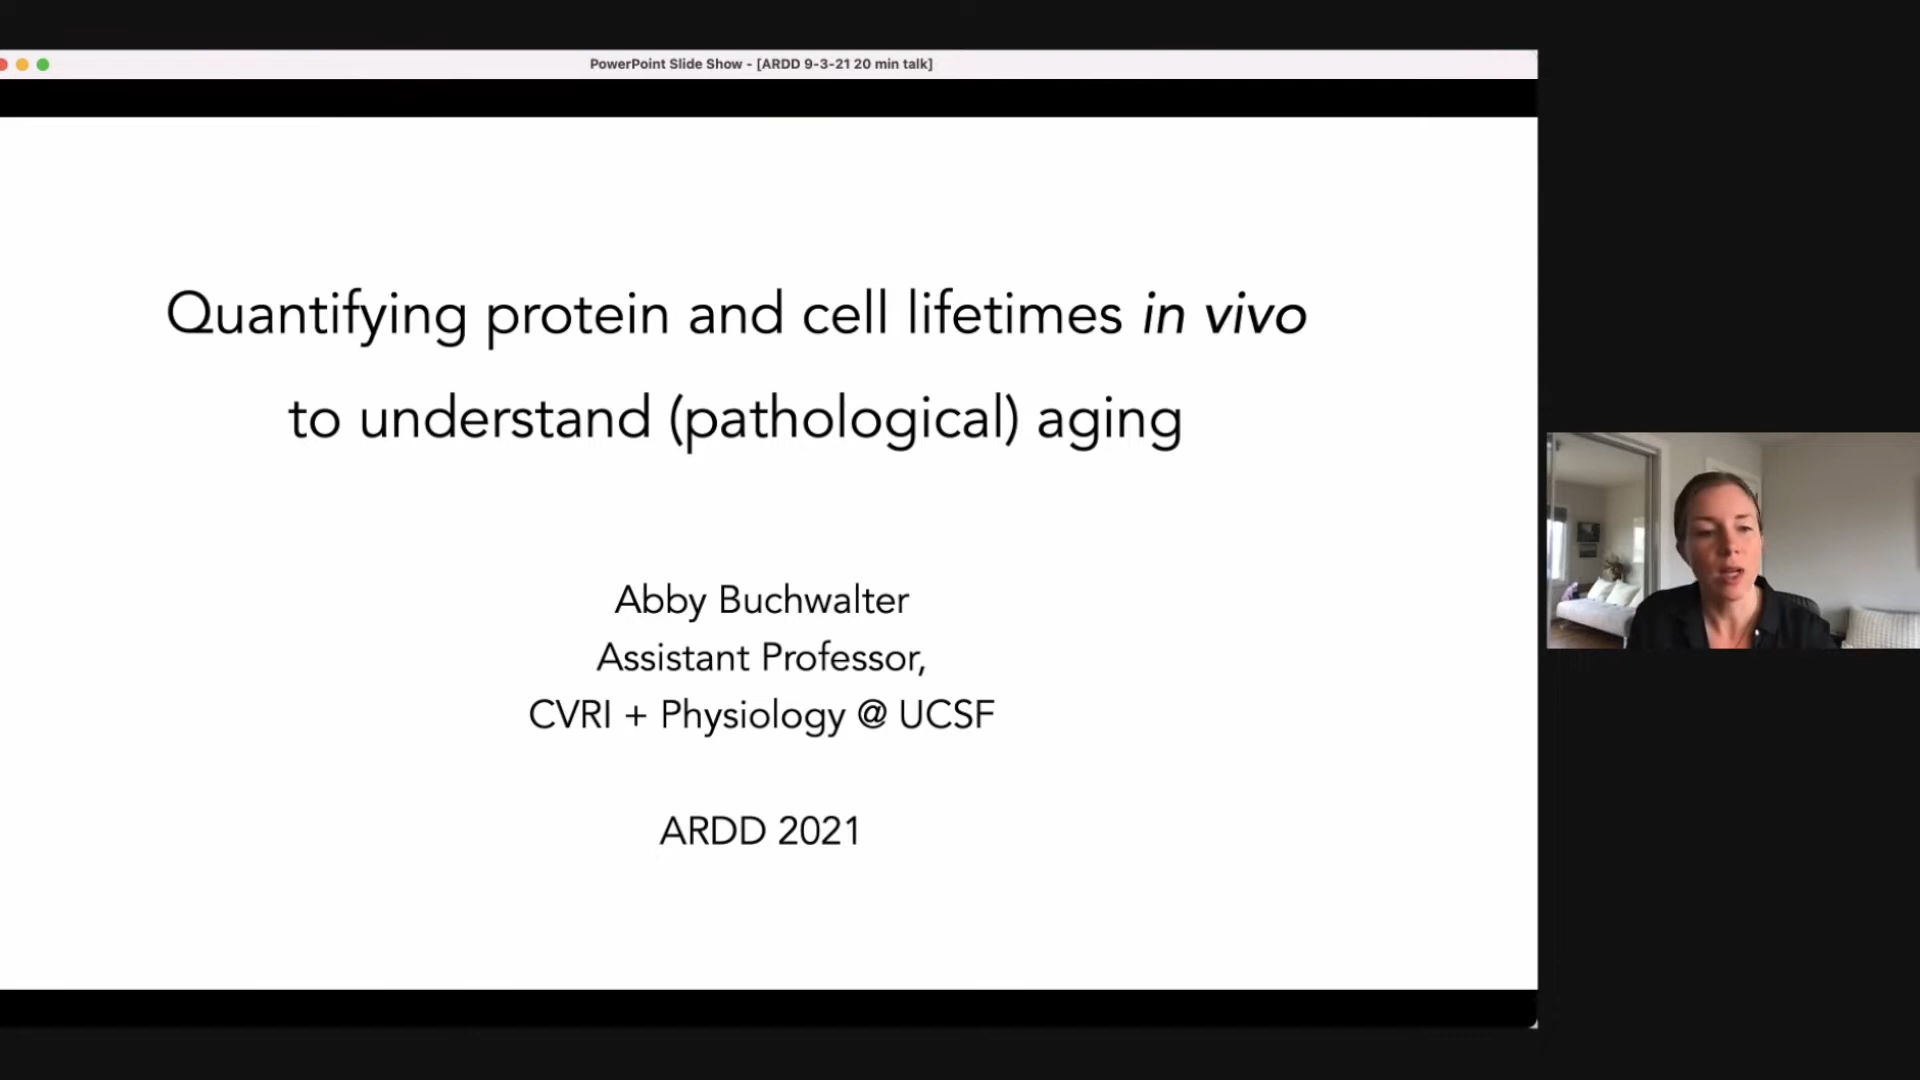 PowerPoint Slide Show - [ARDD 9-3-21 20 min talk]
Quantifying protein and cell lifetimes in vivo
to understand (pathological) aging
Abby Buchwalter
Assistant Professor,
CVRI + Physiology @ UCSF
ARDD 2021